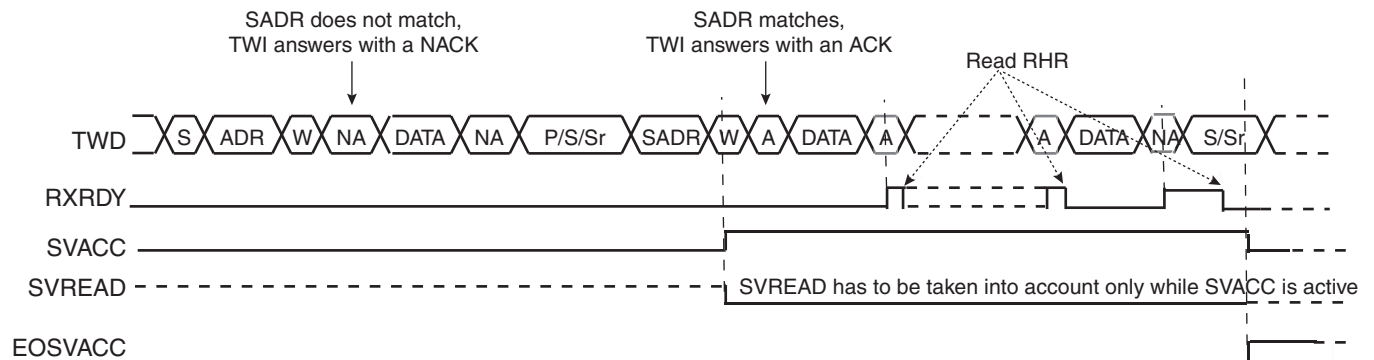 SADR does not match,
TWI answers with a NACK
SADR matches,
TWI answers with an ACK
Read RHR
TWD S ADR W NA DATA NA P/S/Sr SADR W A DATA A A DATA NA S/Sr
RXRDY
SVACC
SVREAD SVREAD has to be taken into account only while SVACC is active
EOSVACC